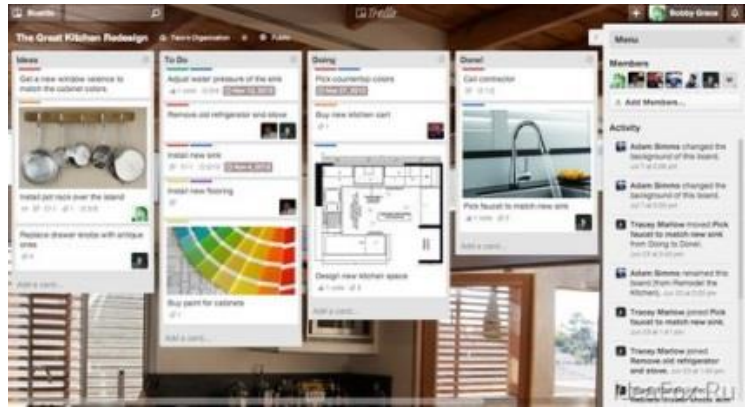 Boards
Trello
Bobby Grace
The Great Kitchen Redesign
Public
Ideas
Get a new window valence to
match the cabinet colors
Install pot rack over the island
Replace drawer knobs with antique
ones
Add a card...
To Do
Adjust water pressure of the sink
Remove old refrigerator and stove
Install new sink
Install new flooring
Buy paint for cabinets
Add a card...
Doing
Pick countertop colors
Buy new kitchen cart
Design new kitchen space
1 vote
Add a card...
Done!
Call contractor
Pick faucet to match new sink
Add a card...
Menu
Members
Add Members...
Activity
Adam Simms changed the
background of this board.
Adam Simms changed the
background of this board.
Tracey Marlow moved Pick
faucet to match new sink
from Doing to Done!.
Adam Simms renamed this
board (from Remodel the
Kitchen).
Tracey Marlow joined Pick
faucet to match new sink.
Tracey Marlow joined
Remove old refrigerator
and stove.
IdeaFox.Ru